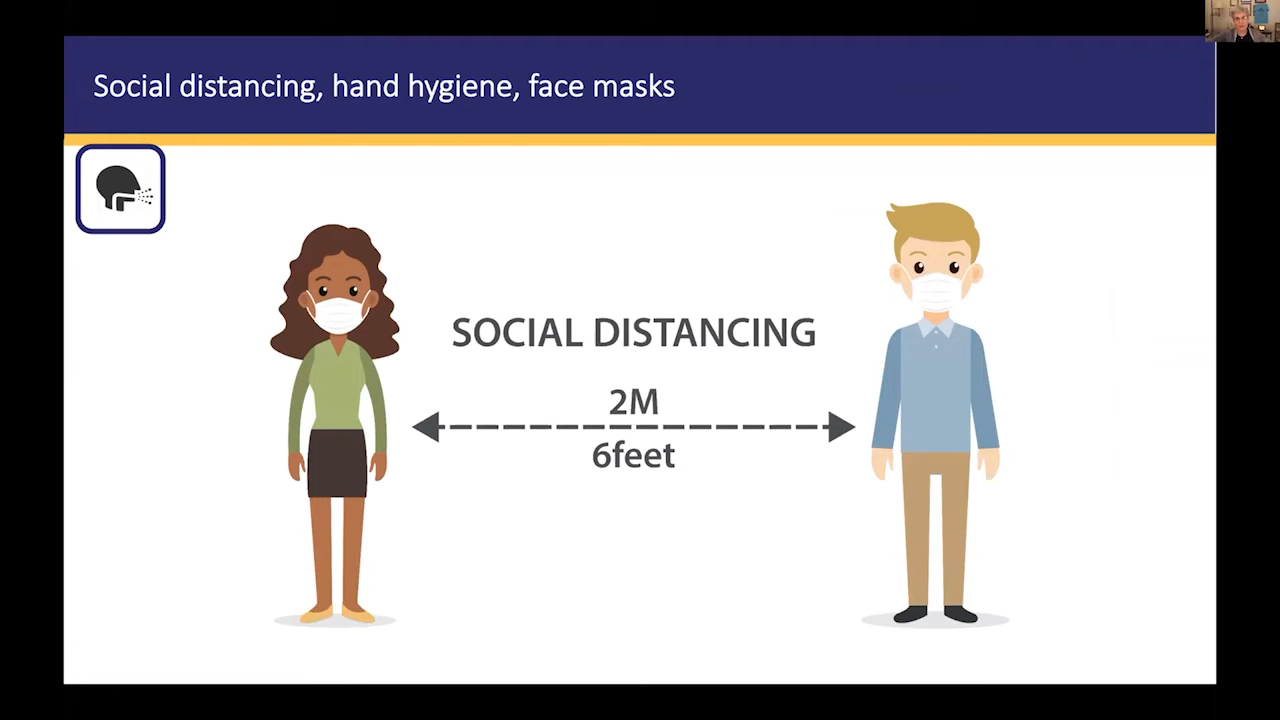 Social distancing, hand hygiene, face masks
SOCIAL DISTANCING
2M
6feet